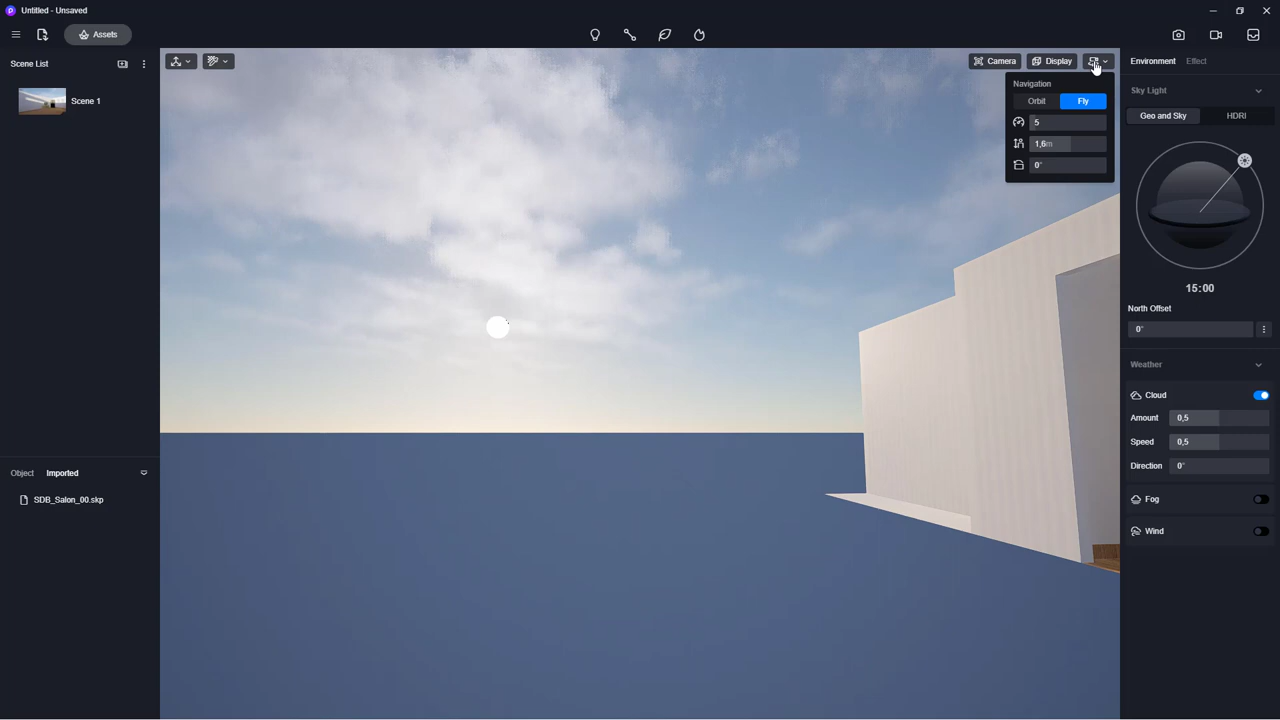 Untitled - Unsaved
Assets
Scene List
Scene 1
Camera
Display
Navigation
Orbit
Fly
5
1,6m
0°
Environment
Effect
Sky Light
Geo and Sky
HDRI
15:00
North Offset
0°
Weather
Cloud
Amount
0,5
Speed
0,5
Direction
0°
Fog
Wind
Object
Imported
SDB_Salon_00.skp